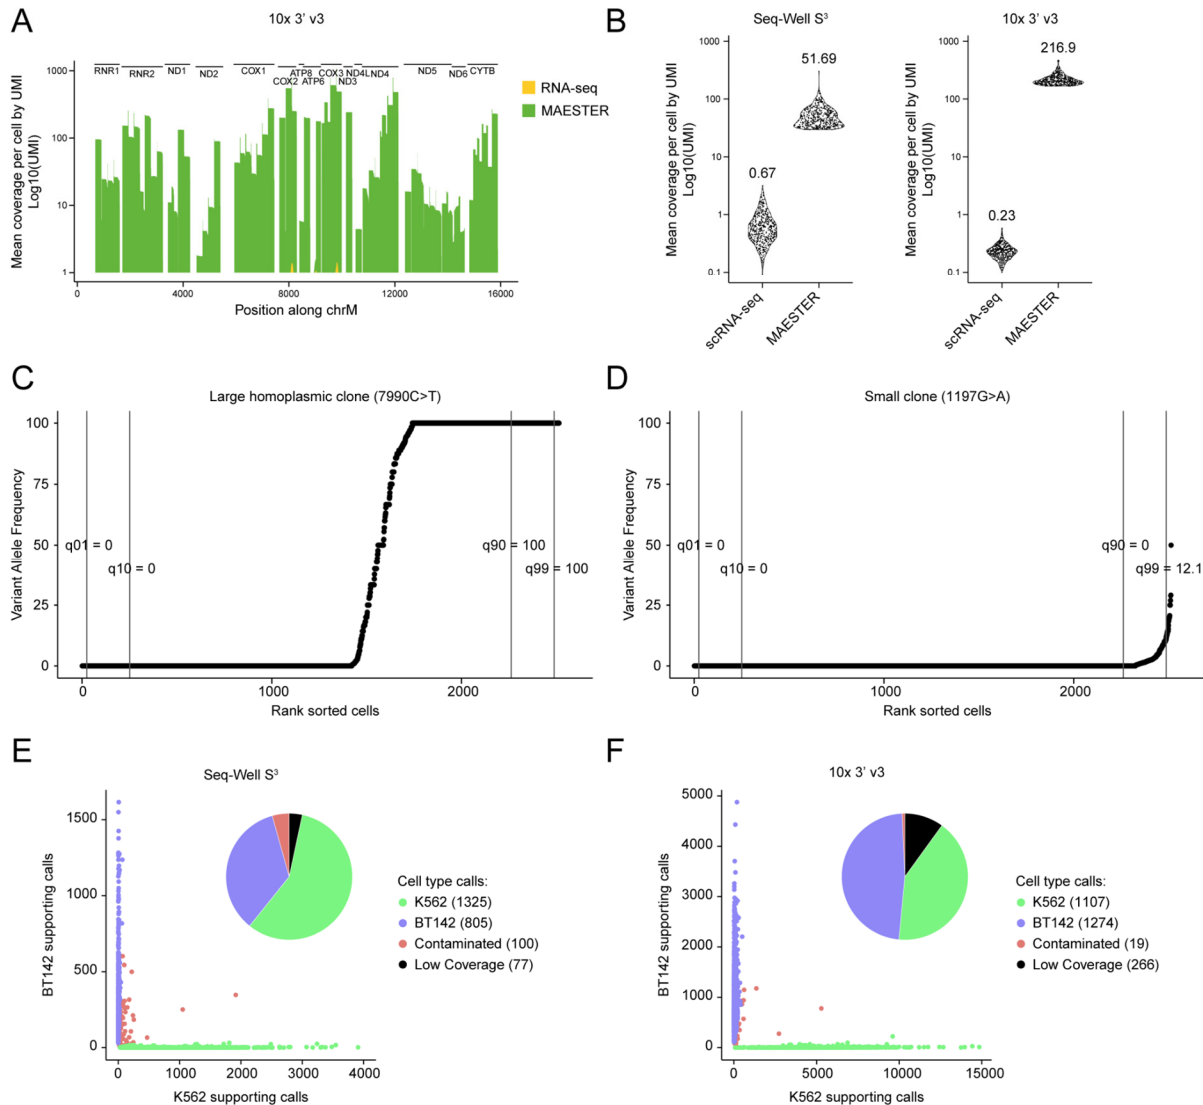 A
10x 3’ v3
Mean coverage per cell by UMI
Log10(UMI)
1000
100
10
1
RNR1
RNR2
ND1
ND2
COX1
COX2
ATP8
ATP6
COX3
ND3
ND4L
ND4
ND5
ND6
CYTB
0
4000
8000
12000
16000
Position along chrM
RNA-seq
MAESTER
B
Seq-Well S³
Mean coverage per cell by UMI
Log10(UMI)
1000
100
10
1
0.1
51.69
0.67
scRNA-seq
MAESTER
10x 3’ v3
Mean coverage per cell by UMI
Log10(UMI)
1000
100
10
1
0.1
216.9
0.23
scRNA-seq
MAESTER
C
Large homoplasmic clone (7990C>T)
Variant Allele Frequency
100
75
50
25
0
q01 = 0
q10 = 0
q90 = 100
q99 = 100
0
1000
2000
Rank sorted cells
D
Small clone (1197G>A)
Variant Allele Frequency
100
75
50
25
0
q01 = 0
q10 = 0
q90 = 0
q99 = 12.1
0
1000
2000
Rank sorted cells
E
Seq-Well S³
BT142 supporting calls
1500
1000
500
0
0
1000
2000
3000
4000
K562 supporting calls
Cell type calls:
K562 (1325)
BT142 (805)
Contaminated (100)
Low Coverage (77)
F
10x 3’ v3
BT142 supporting calls
5000
4000
3000
2000
1000
0
0
5000
10000
15000
K562 supporting calls
Cell type calls:
K562 (1107)
BT142 (1274)
Contaminated (19)
Low Coverage (266)